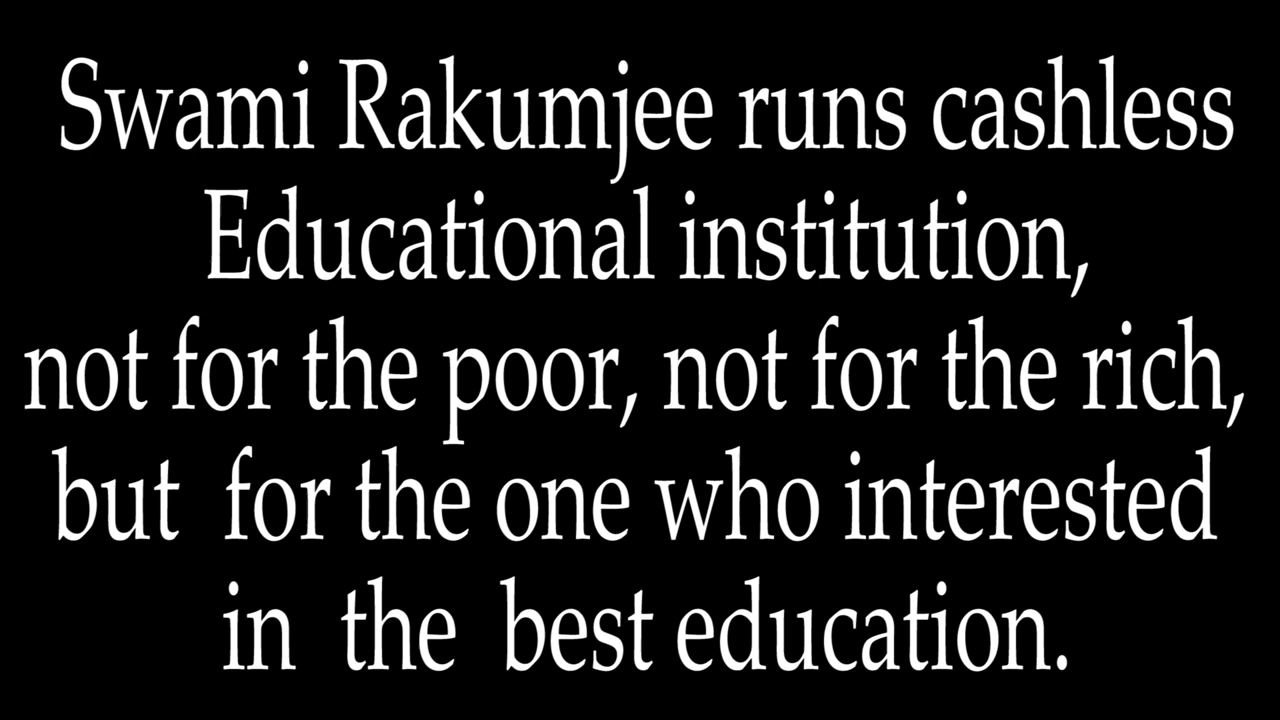 Swami Rakumjee runs cashless
Educational institution,
not for the poor, not for the rich,
but for the one who interested
in the best education.